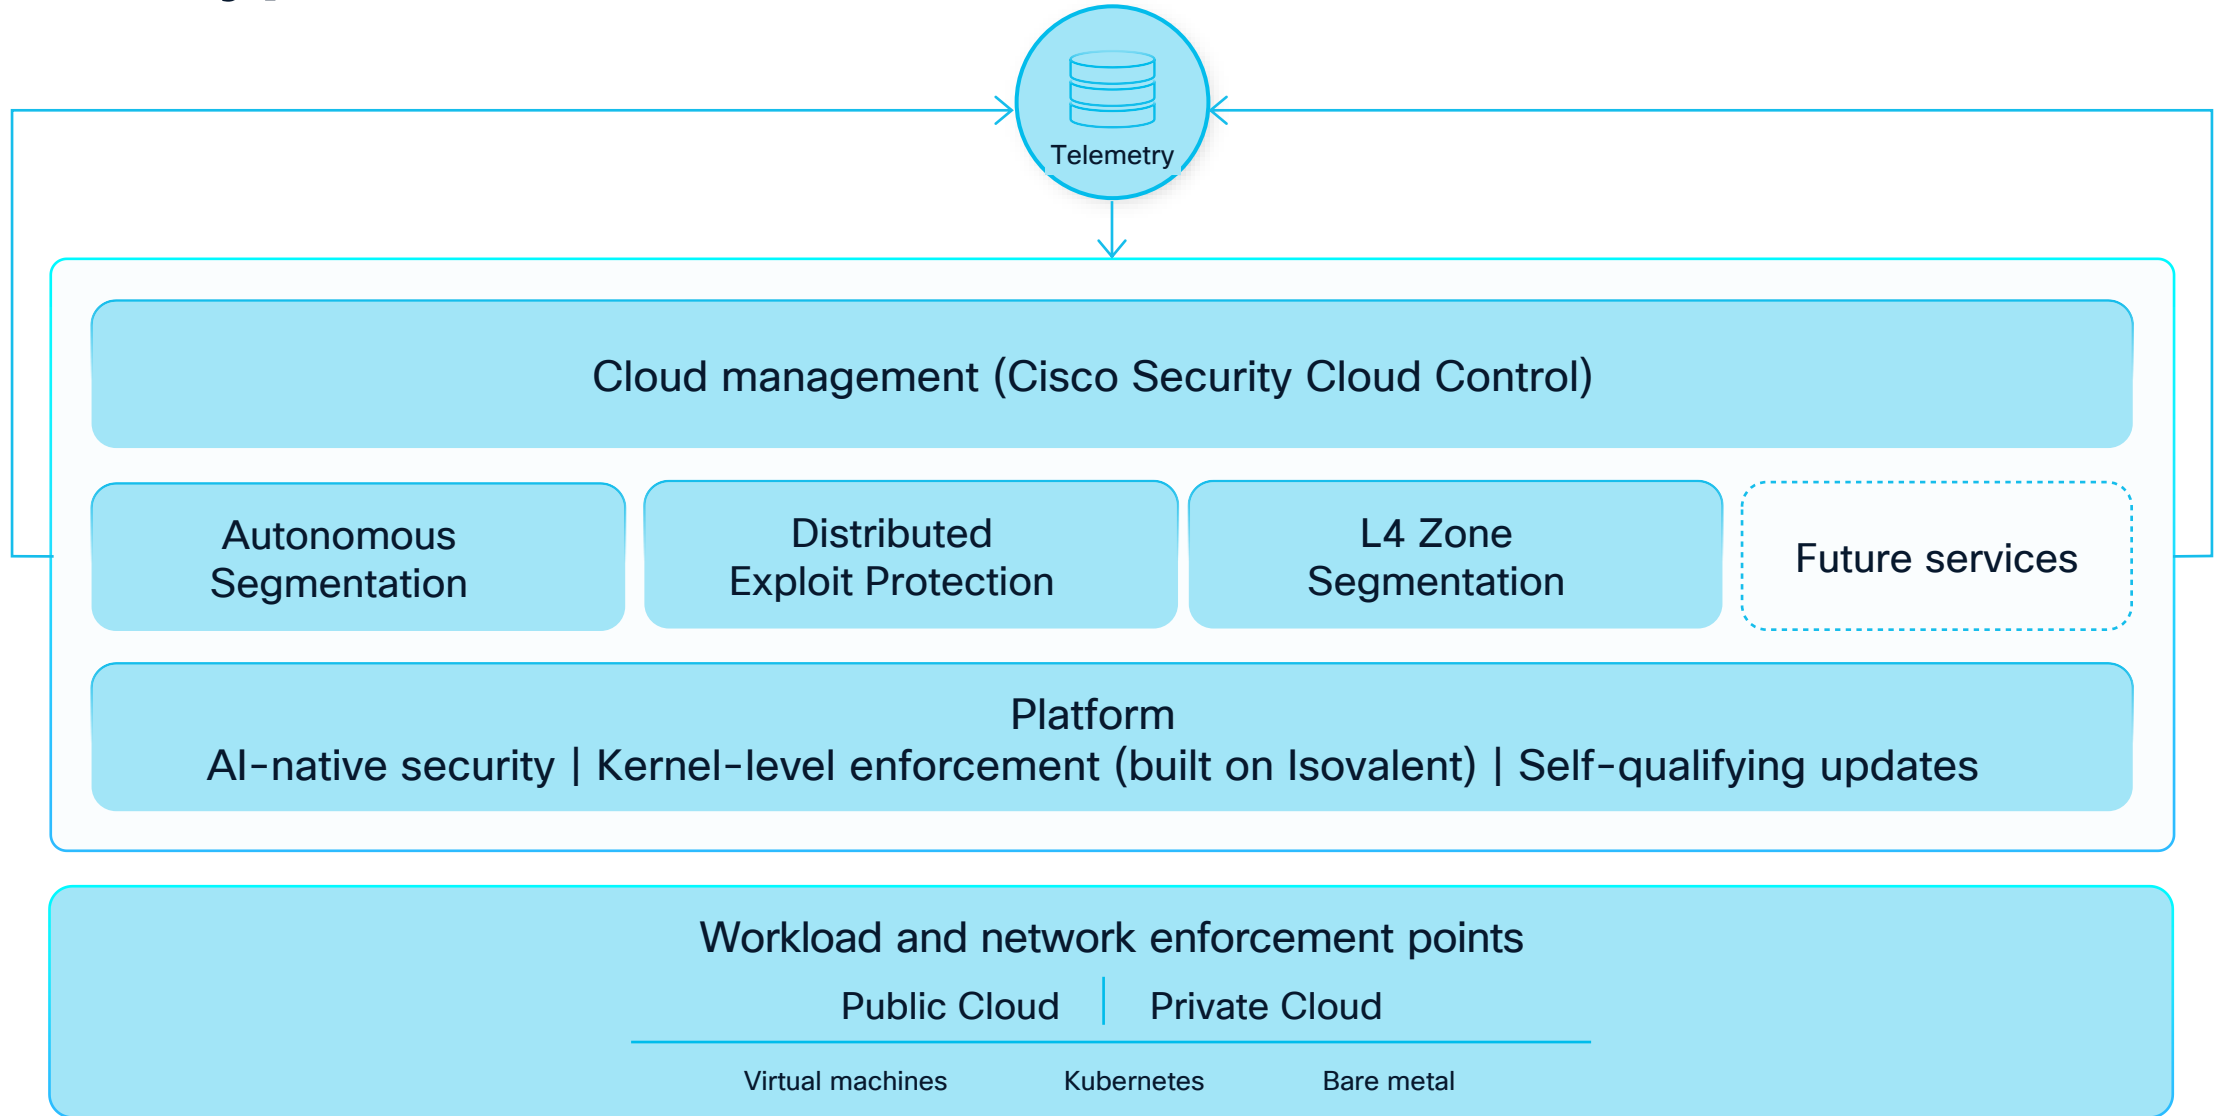 Telemetry
Cloud management (Cisco Security Cloud Control)
Autonomous
Segmentation
Distributed
Exploit Protection
L4 Zone
Segmentation
Future services
Platform
AI-native security | Kernel-level enforcement (built on Isovalent) | Self-qualifying updates
Workload and network enforcement points
Public Cloud | Private Cloud
Virtual machines Kubernetes Bare metal